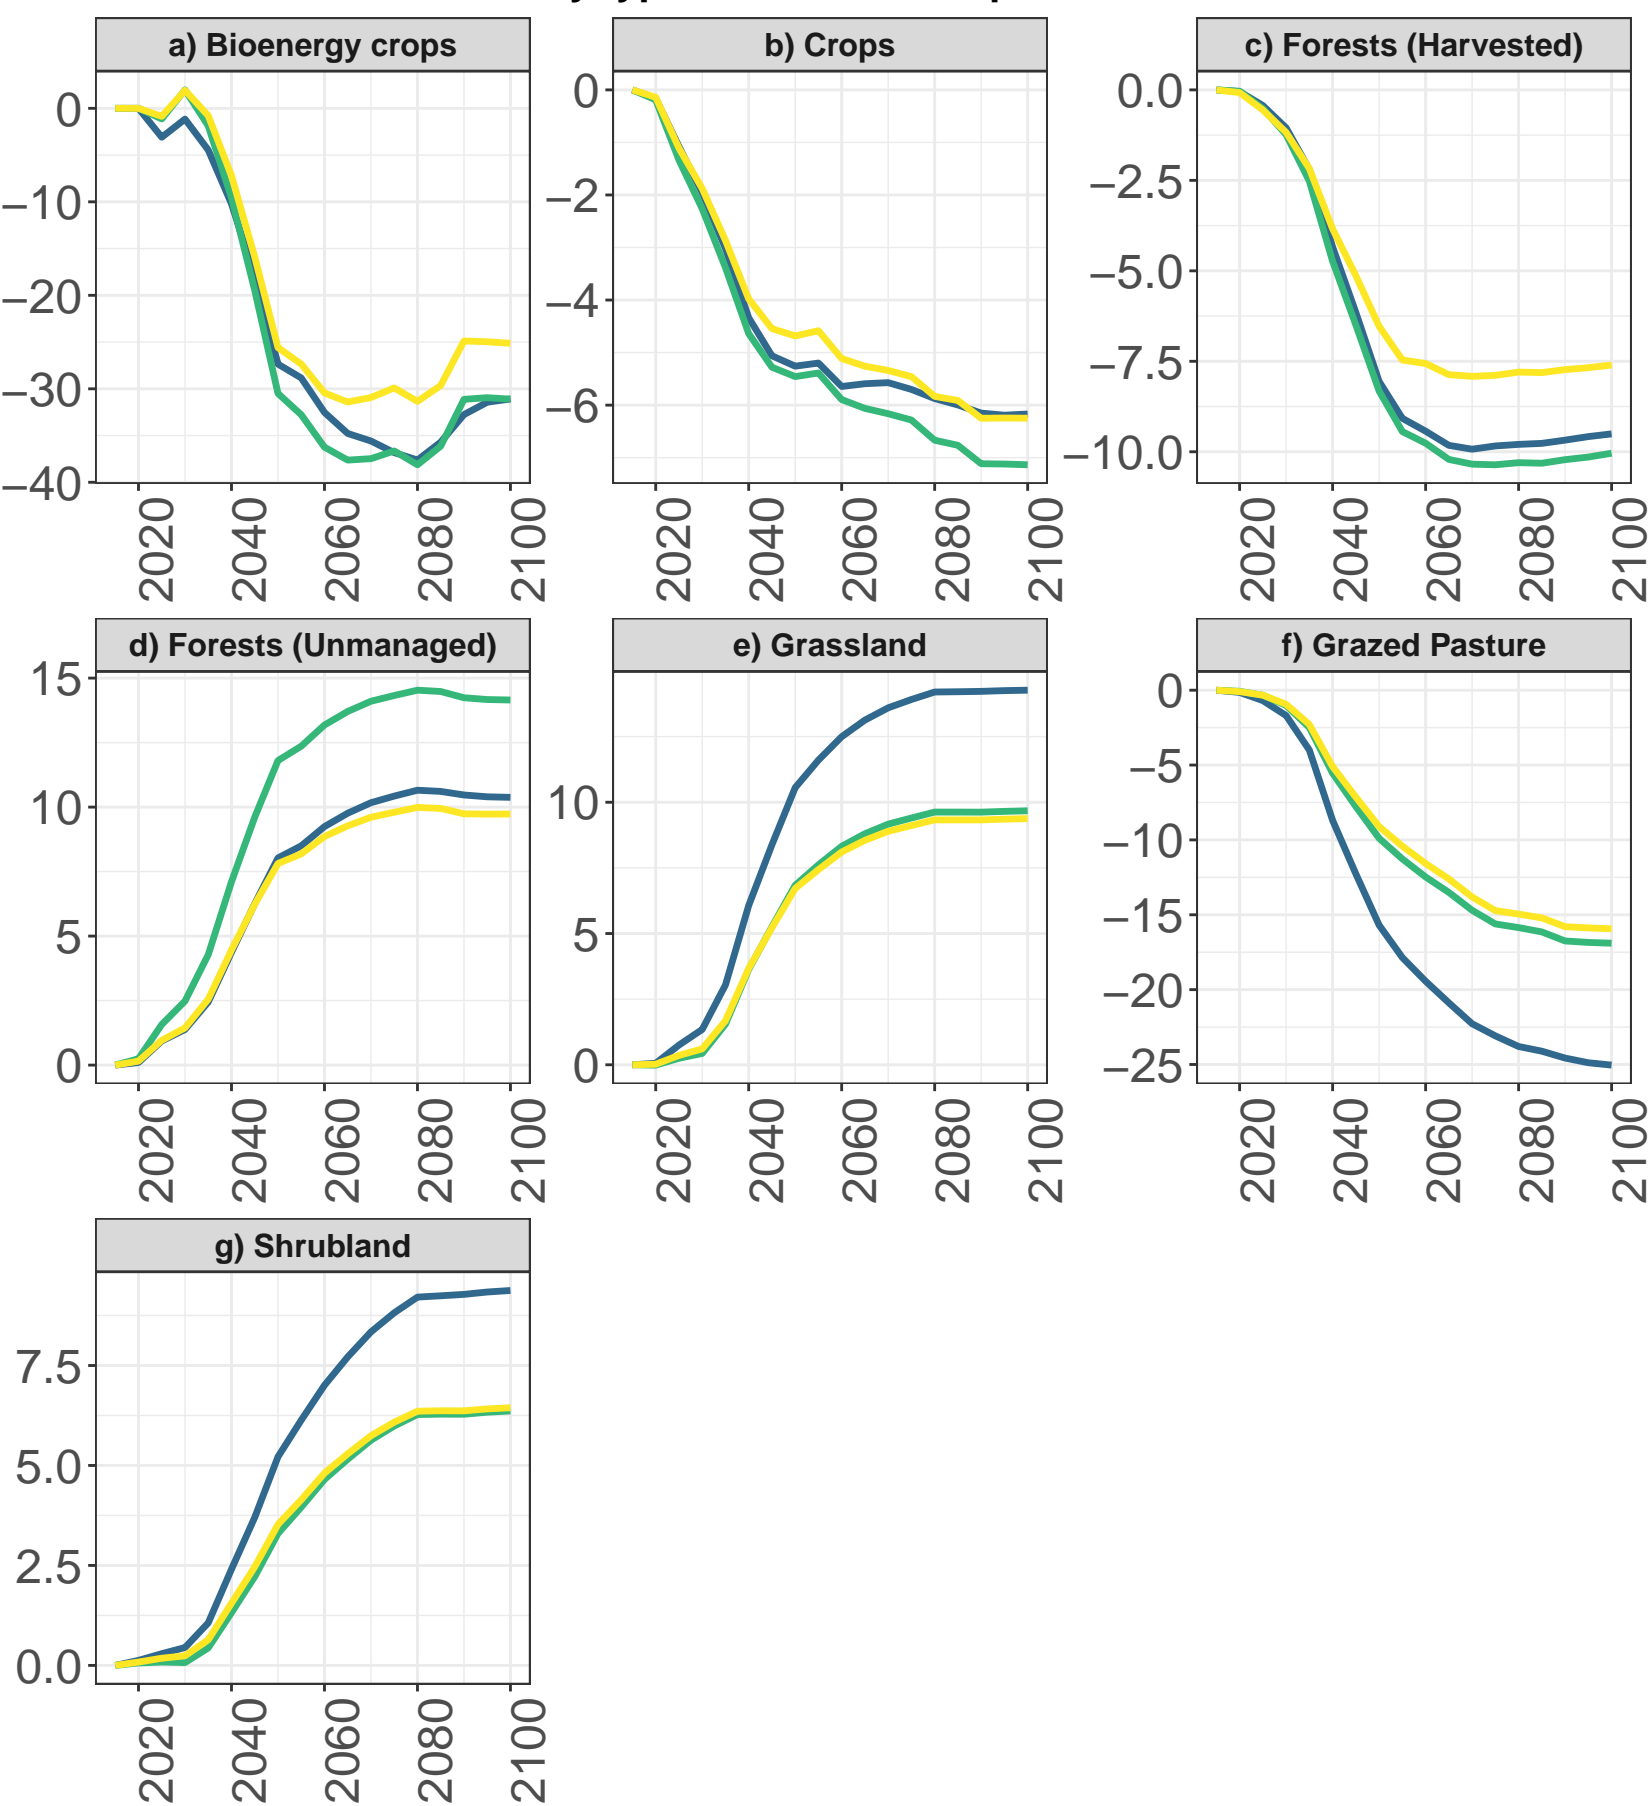 a) Bioenergy crops
b) Crops
c) Forests (Harvested)
0
−10
−20
−30
−40
0
−2
−4
−6
0.0
−2.5
−5.0
−7.5
−10.0
2020 2040 2060 2080 2100
2020 2040 2060 2080 2100
2020 2040 2060 2080 2100
d) Forests (Unmanaged)
e) Grassland
f) Grazed Pasture
15
10
5
0
10
5
0
0
−5
−10
−15
−20
−25
2020 2040 2060 2080 2100
2020 2040 2060 2080 2100
2020 2040 2060 2080 2100
g) Shrubland
7.5
5.0
2.5
0.0
2020 2040 2060 2080 2100